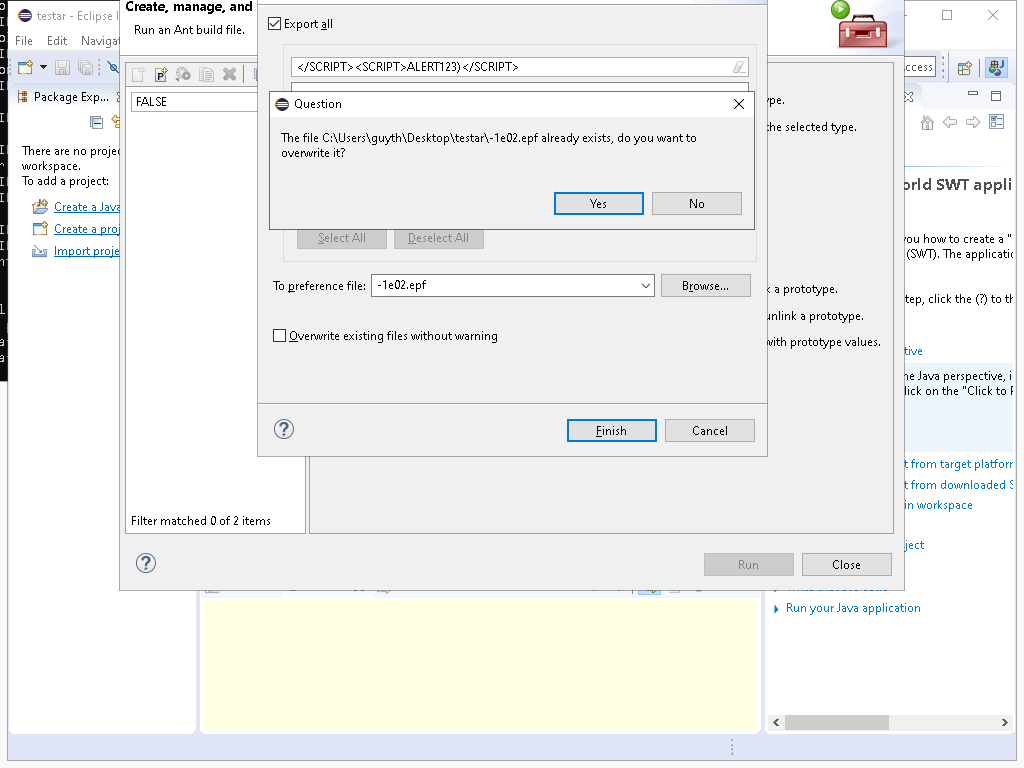 testar - Eclipse I
File Edit Naviga
Create, manage, and
Run an Ant build file.
Export all
</SCRIPT><SCRIPT>ALERT123)</SCRIPT>
Package Exp...
FALSE
Question
The file C:\Users\guyth\Desktop\testar\-1e02.epf already exists, do you want to
overwrite it?
Yes No
There are no proje
workspace.
To add a project:
Create a Java
Create a proj
Import proje
Select All Deselect All
To preference file: -1e02.epf Browse...
Overwrite existing files without warning
Finish Cancel
Filter matched 0 of 2 items
Run Close
ype.
he selected type.
k a prototype.
unlink a prototype.
with prototype values.
ccess
orld SWT appli
you how to create a "
(SWT). The applicatio
tep, click the (?) to th
tive
he Java perspective, i
lick on the "Click to P
t from target platforr
t from downloaded S
in workspace
ject
Run your Java application